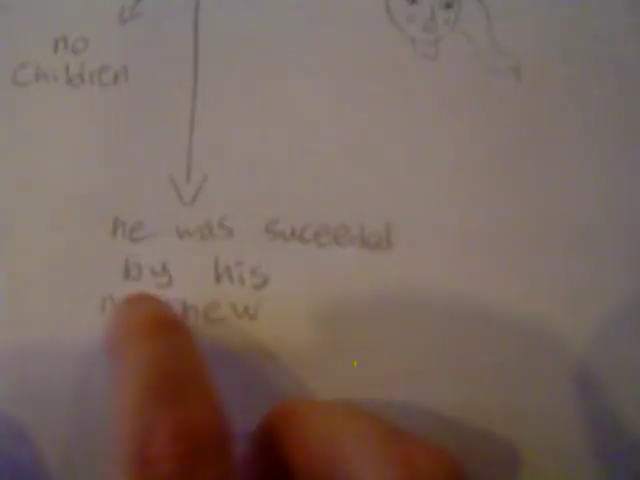 no
children
he was suceeded
by his